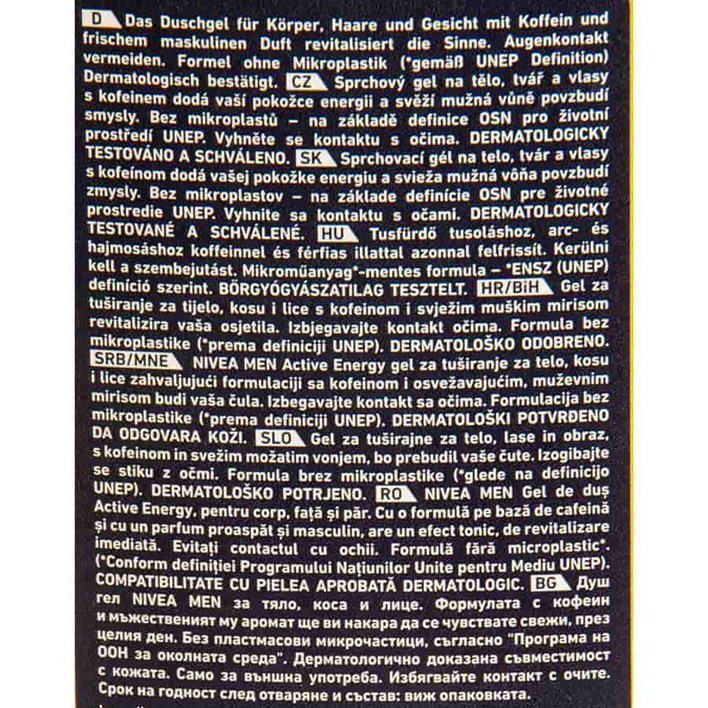 D Das Duschgel für Körper, Haare und Gesicht mit Koffein und
frischem maskulinen Duft revitalisiert die Sinne. Augenkontakt
vermeiden. Formel ohne Mikroplastik (*gemäß UNEP Definition)
Dermatologisch bestätigt. CZ Sprchový gel na tělo, tvář a vlasy
s kofeinem dodá vaší pokožce energii a svěží mužná vůně povzbudí
smysly. Bez mikroplastů – na základě definice OSN pro životní
prostředí UNEP. Vyhněte se kontaktu s očima. DERMATOLOGICKY
TESTOVÁNO A SCHVÁLENO. SK Sprchovací gél na telo, tvár a vlasy
s kofeínom dodá vašej pokožke energiu a svieža mužná vôňa povzbudí
zmysly. Bez mikroplastov – na základe definície OSN pre životné
prostredie UNEP. Vyhnite sa kontaktu s očami. DERMATOLOGICKY
TESTOVANÉ A SCHVÁLENÉ. HU Tusfürdő tusoláshoz, arc- és
hajmosáshoz koffeinnel és férfias illattal azonnal felfrissít. Kerülni
kell a szembejutást. Mikroműanyag*-mentes formula – *ENSZ (UNEP)
definíció szerint. BŐRGYÓGYÁSZATILAG TESZTELT. HR/BiH Gel za
tuširanje za tijelo, kosu i lice s kofeinom i svježim muškim mirisom
revitalizira vaša osjetila. Izbjegavajte kontakt očima. Formula bez
mikroplastike (*prema definiciji UNEP). DERMATOLOŠKO ODOBRENO.
SRB/MNE NIVEA MEN Active Energy gel za tuširanje za telo, kosu
i lice zahvaljujući formulaciji sa kofeinom i osvežavajućim, muževnim
mirisom budi vaša čula. Izbegavajte kontakt sa očima. Formulacija bez
mikroplastike (*prema definiciji UNEP). DERMATOLOŠKI POTVRĐENO
DA ODGOVARA KOŽI. SLO Gel za tuširajne za telo, lase in obraz,
s kofeinom in svežim možatim vonjem, bo prebudil vaše čute. Izogibajte
se stiku z očmi. Formula brez mikroplastike (*glede na definicijo
UNEP). DERMATOLOŠKO POTRJENO. RO NIVEA MEN Gel de duș
Active Energy, pentru corp, față și păr. Cu o formulă pe bază de cafeină
și cu un parfum proaspăt și masculin, are un efect tonic, de revitalizare
imediată. Evitați contactul cu ochii. Formulă fără microplastic*.
(*Conform definiției Programului Națiunilor Unite pentru Mediu UNEP).
COMPATIBILITATE CU PIELEA APROBATĂ DERMATOLOGIC. BG Душ
гел NIVEA MEN за тяло, коса и лице. Формулата с кофеин
и мъжественият му аромат ще ви накара да се чувствате свежи, през
целия ден. Без пластмасови микрочастици, съгласно "Програма на
ООН за околната среда". Дерматологично доказана съвместимост
с кожата. Само за външна употреба. Избягвайте контакт с очите.
Срок на годност след отваряне и състав: виж опаковката.